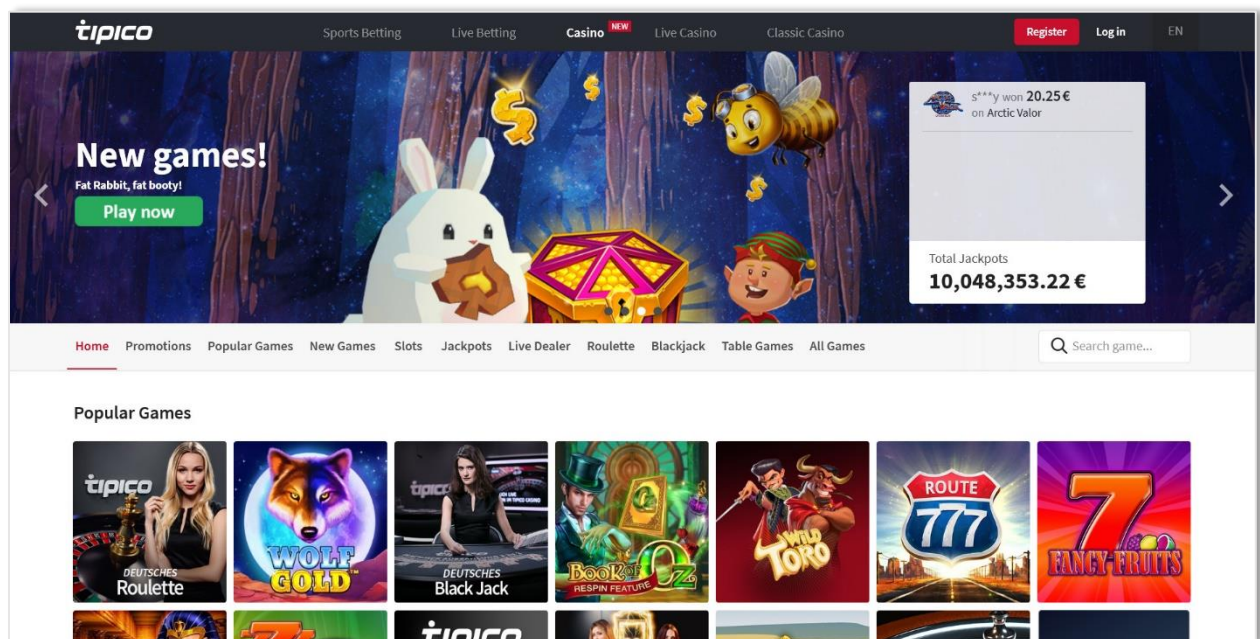 tipico
Sports Betting
Live Betting
Casino NEW
Live Casino
Classic Casino
Register
Log in
EN
New games!
Fat Rabbit, fat booty!
Play now
s***y won 20.25 €
on Arctic Valor
Total Jackpots
10,048,353.22 €
Home
Promotions
Popular Games
New Games
Slots
Jackpots
Live Dealer
Roulette
Blackjack
Table Games
All Games
Search game...
Popular Games
tipico
DEUTSCHES
Roulette
WOLF
GOLD™
tipico
DEUTSCHES
Black Jack
BOOK of
OZ
RESPIN FEATURE
WILD
TORO
ROUTE
777
7
FANCY FRUITS
tipico